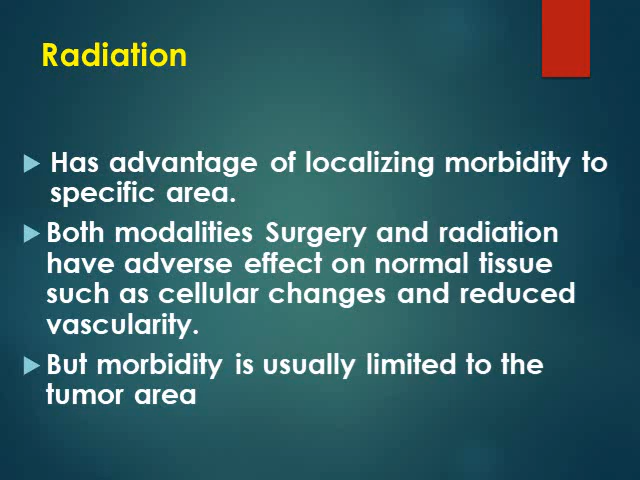 Radiation
Has advantage of localizing morbidity to
specific area.
Both modalities Surgery and radiation
have adverse effect on normal tissue
such as cellular changes and reduced
vascularity.
But morbidity is usually limited to the
tumor area